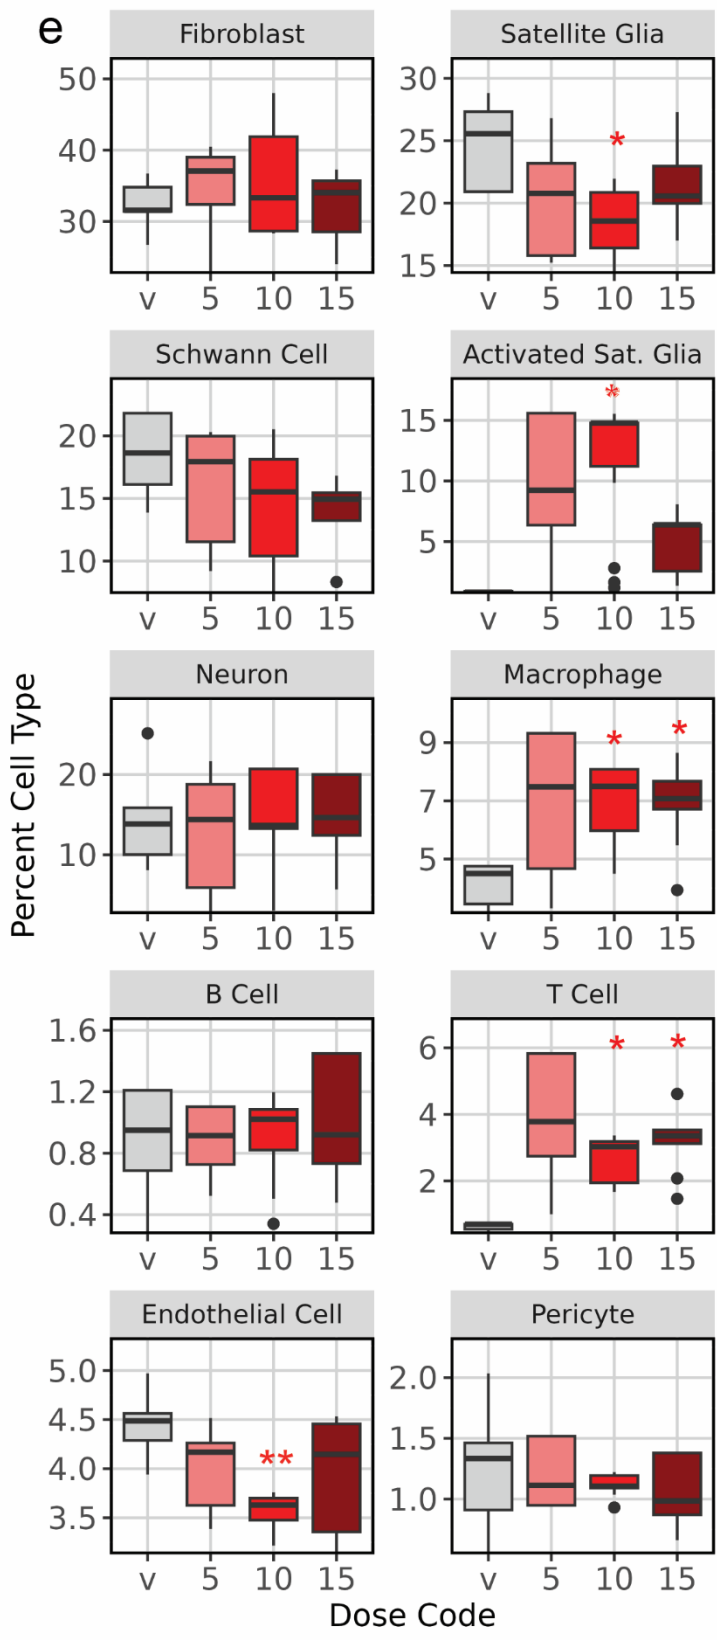 e
Fibroblast
Satellite Glia
50
40
30
30
25
20
15
v 5 10 15
*
v 5 10 15
Schwann Cell
Activated Sat. Glia
20
15
10
15
10
5
v 5 10 15
*
v 5 10 15
Neuron
Macrophage
20
10
9
7
5
v 5 10 15
* *
v 5 10 15
B Cell
T Cell
1.6
1.2
0.8
0.4
6
4
2
v 5 10 15
* *
v 5 10 15
Endothelial Cell
Pericyte
5.0
4.5
4.0
3.5
**
2.0
1.5
1.0
v 5 10 15
v 5 10 15
Percent Cell Type
Dose Code